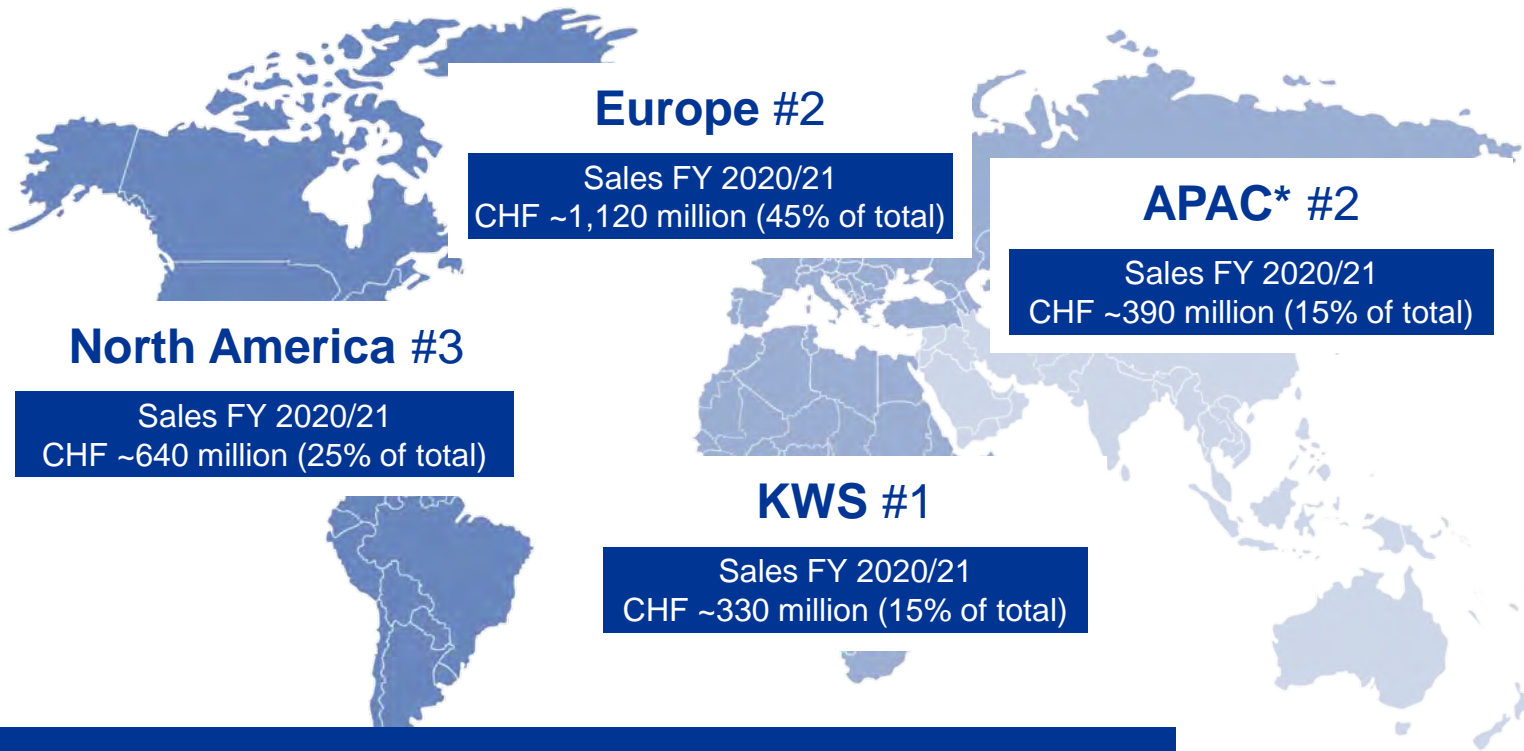 Europe #2
Sales FY 2020/21
CHF ~1,120 million (45% of total)
APAC* #2
Sales FY 2020/21
CHF ~390 million (15% of total)
North America #3
Sales FY 2020/21
CHF ~640 million (25% of total)
KWS #1
Sales FY 2020/21
CHF ~330 million (15% of total)